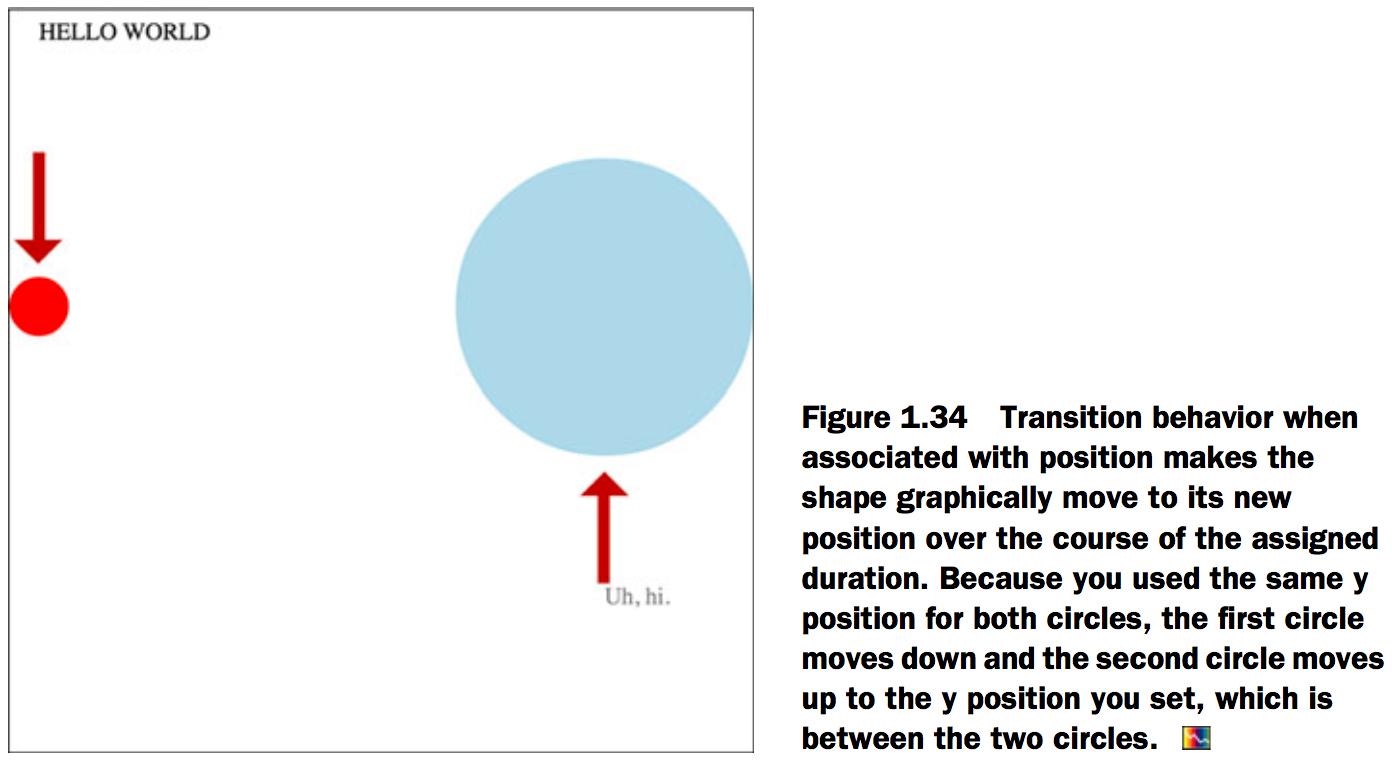 HELLO WORLD
Uh, hi.
Figure 1.34 Transition behavior when
associated with position makes the
shape graphically move to its new
position over the course of the assigned
duration. Because you used the same y
position for both circles, the first circle
moves down and the second circle moves
up to the y position you set, which is
between the two circles.